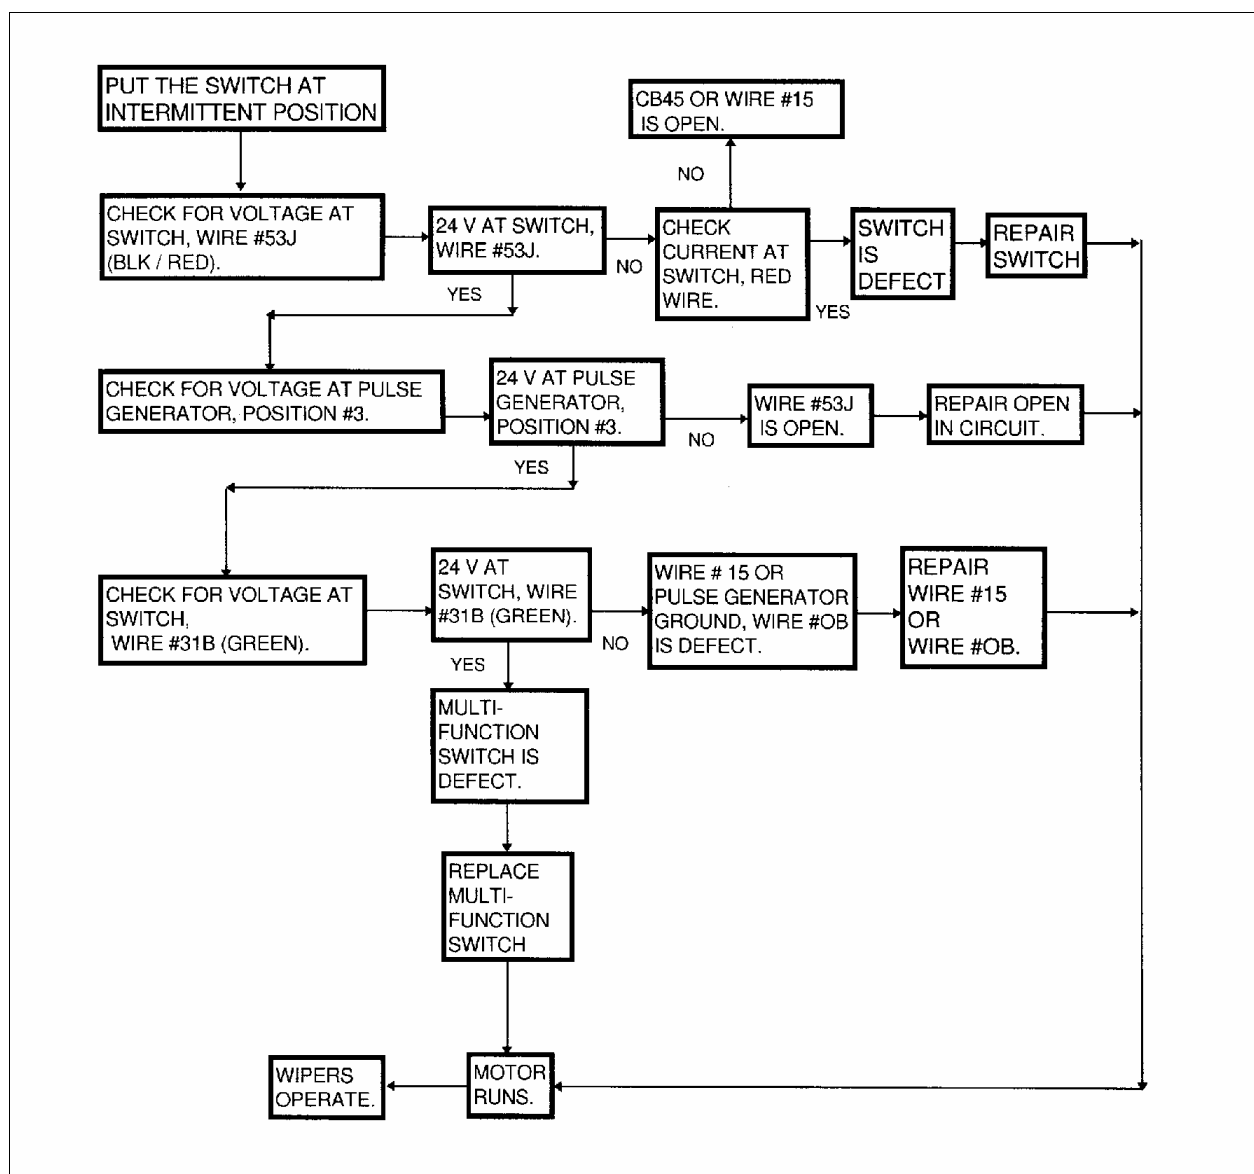 PUT THE SWITCH AT
INTERMITTENT POSITION
CB45 OR WIRE #15
IS OPEN.
NO
CHECK FOR VOLTAGE AT
SWITCH, WIRE #53J
(BLK / RED).
24 V AT SWITCH,
WIRE #53J.
NO
YES
CHECK
CURRENT AT
SWITCH, RED
WIRE.
YES
SWITCH
IS
DEFECT
REPAIR
SWITCH
CHECK FOR VOLTAGE AT PULSE
GENERATOR, POSITION #3.
24 V AT PULSE
GENERATOR,
POSITION #3.
NO
YES
WIRE #53J
IS OPEN.
REPAIR OPEN
IN CIRCUIT.
CHECK FOR VOLTAGE AT
SWITCH,
WIRE #31B (GREEN).
24 V AT
SWITCH, WIRE
#31B (GREEN).
NO
YES
WIRE # 15 OR
PULSE GENERATOR
GROUND, WIRE #OB
IS DEFECT.
REPAIR
WIRE #15
OR
WIRE #OB.
MULTI-
FUNCTION
SWITCH IS
DEFECT.
REPLACE
MULTI-
FUNCTION
SWITCH
WIPERS
OPERATE.
MOTOR
RUNS.